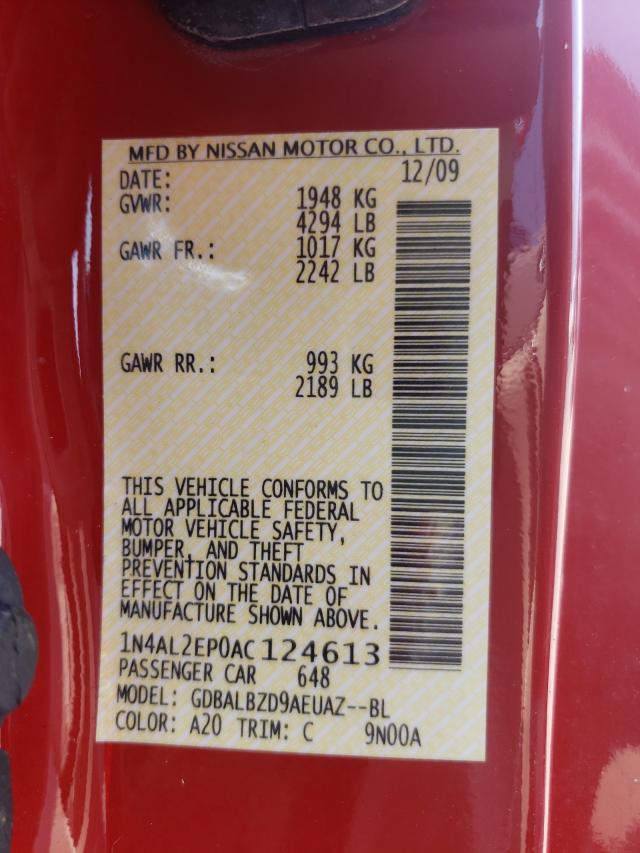 MFD BY NISSAN MOTOR CO., LTD.
DATE: 12/09
GVWR: 1948 KG
4294 LB
GAWR FR.: 1017 KG
2242 LB
GAWR RR.: 993 KG
2189 LB
THIS VEHICLE CONFORMS TO
ALL APPLICABLE FEDERAL
MOTOR VEHICLE SAFETY,
BUMPER, AND THEFT
PREVENTION STANDARDS IN
EFFECT ON THE DATE OF
MANUFACTURE SHOWN ABOVE.
1N4AL2EP0AC124613
PASSENGER CAR 648
MODEL: GDBALBZD9AEUAZ--BL
COLOR: A20 TRIM: C 9N00A